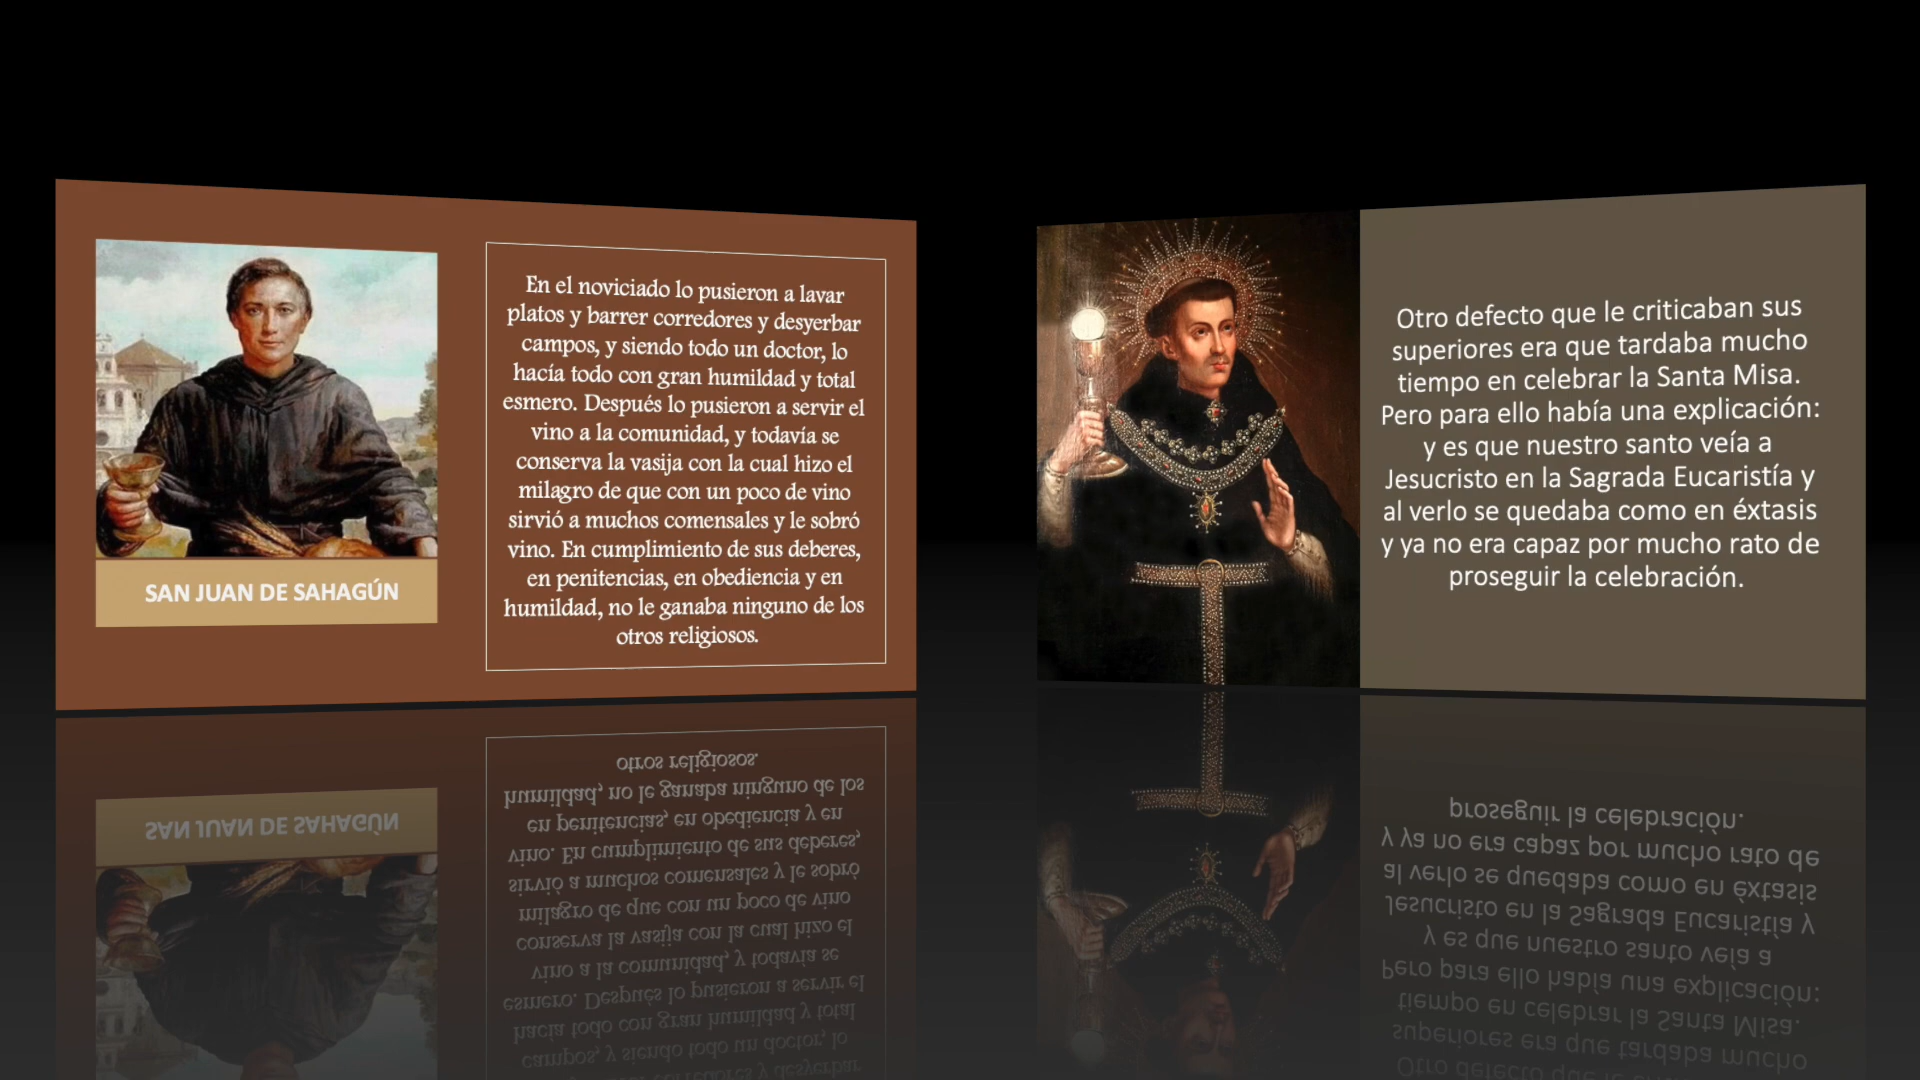 SAN JUAN DE SAHAGÚN
En el noviciado lo pusieron a lavar
platos y barrer corredores y desyerbar
campos, y siendo todo un doctor, lo
hacía todo con gran humildad y total
esmero. Después lo pusieron a servir el
vino a la comunidad, y todavía se
conserva la vasija con la cual hizo el
milagro de que con un poco de vino
sirvió a muchos comensales y le sobró
vino. En cumplimiento de sus deberes,
en penitencias, en obediencia y en
humildad, no le ganaba ninguno de los
otros religiosos.
Otro defecto que le criticaban sus
superiores era que tardaba mucho
tiempo en celebrar la Santa Misa.
Pero para ello había una explicación:
y es que nuestro santo veía a
Jesucristo en la Sagrada Eucaristía y
al verlo se quedaba como en éxtasis
y ya no era capaz por mucho rato de
proseguir la celebración.